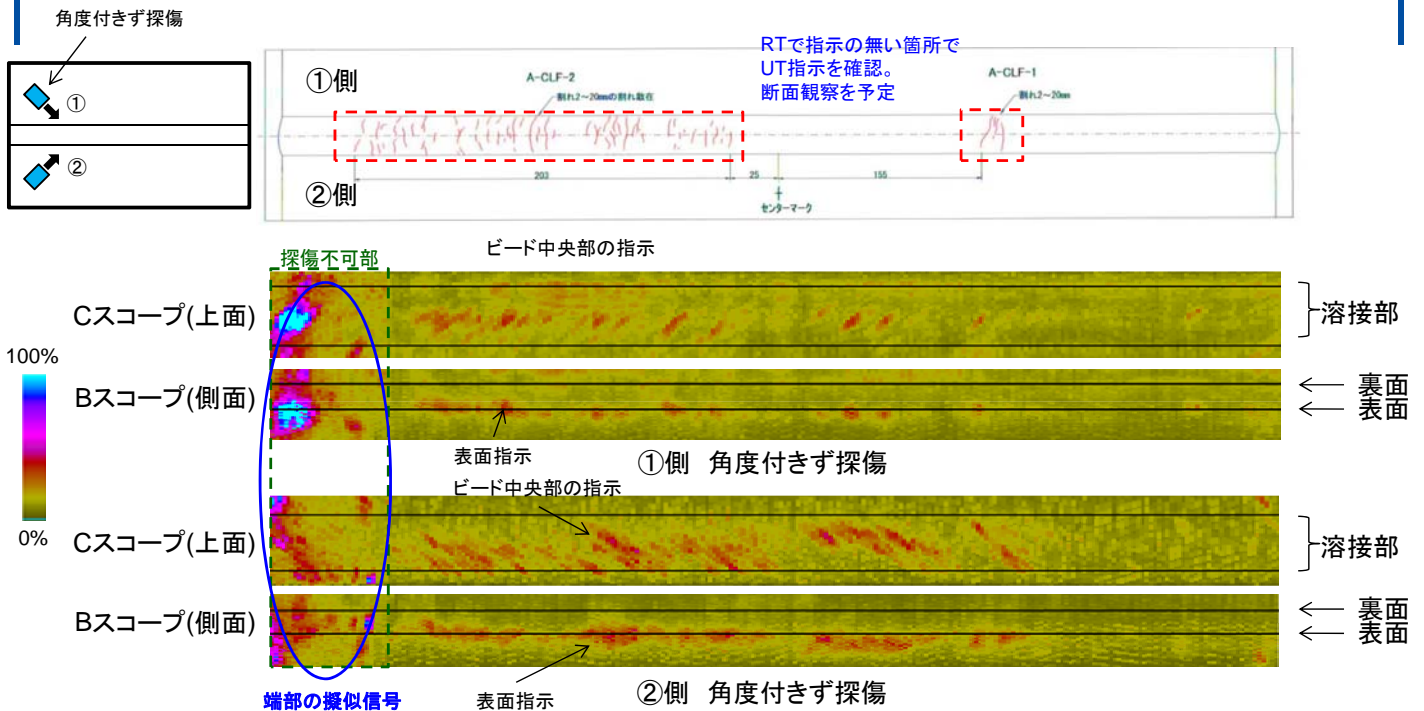 角度付きず探傷
①
②
①側
②側
A-CLF-2
割れ2～20mmの割れ散在
RTで指示の無い箇所で
UT指示を確認。
断面観察を予定
A-CLF-1
割れ2～20mm
203
25
155
センターマーク
探傷不可部
ビード中央部の指示
Cスコープ(上面)
溶接部
100%
0%
Bスコープ(側面)
裏面
表面
表面指示
①側 角度付きず探傷
ビード中央部の指示
Cスコープ(上面)
溶接部
Bスコープ(側面)
裏面
表面
端部の擬似信号
表面指示
②側 角度付きず探傷